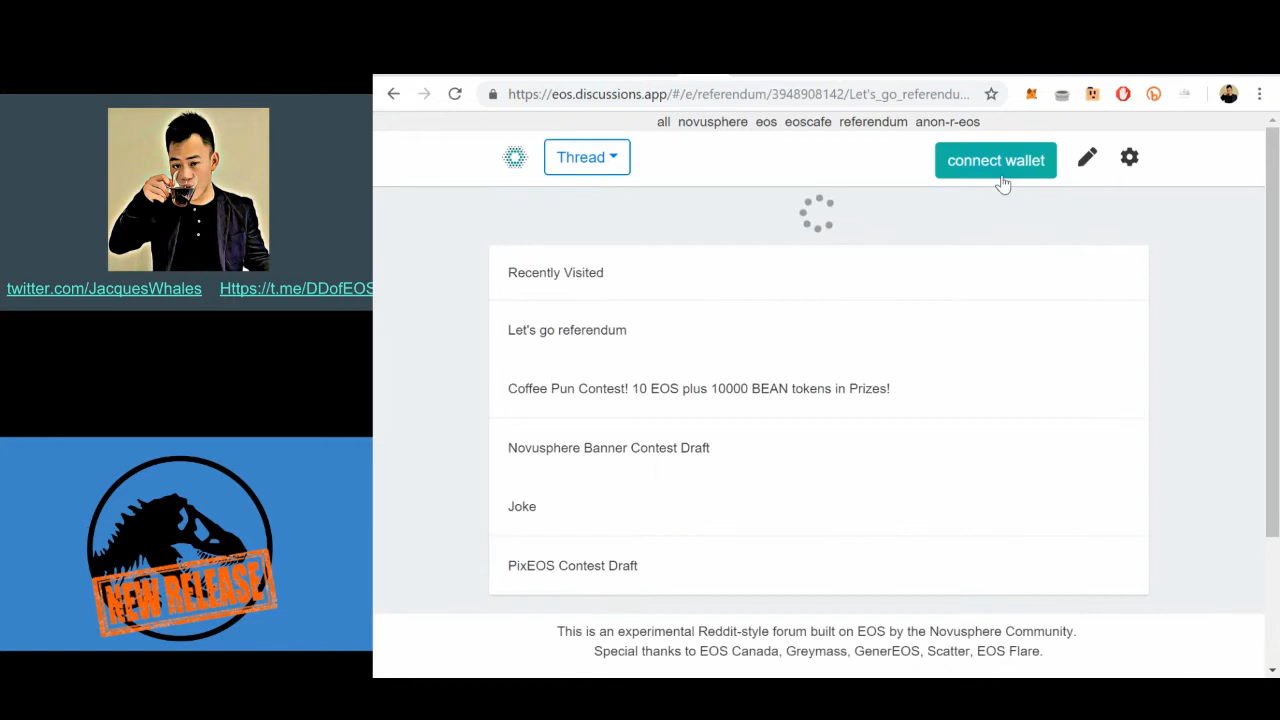 twitter.com/JacquesWhales Https://t.me/DDofEOS
NEW RELEASE
https://eos.discussions.app/#/e/referendum/3948908142/Let's_go_referendu...
all novusphere eos eoscafe referendum anon-r-eos
Thread
connect wallet
Recently Visited
Let's go referendum
Coffee Pun Contest! 10 EOS plus 10000 BEAN tokens in Prizes!
Novusphere Banner Contest Draft
Joke
PixEOS Contest Draft
This is an experimental Reddit-style forum built on EOS by the Novusphere Community.
Special thanks to EOS Canada, Greymass, GenerEOS, Scatter, EOS Flare.